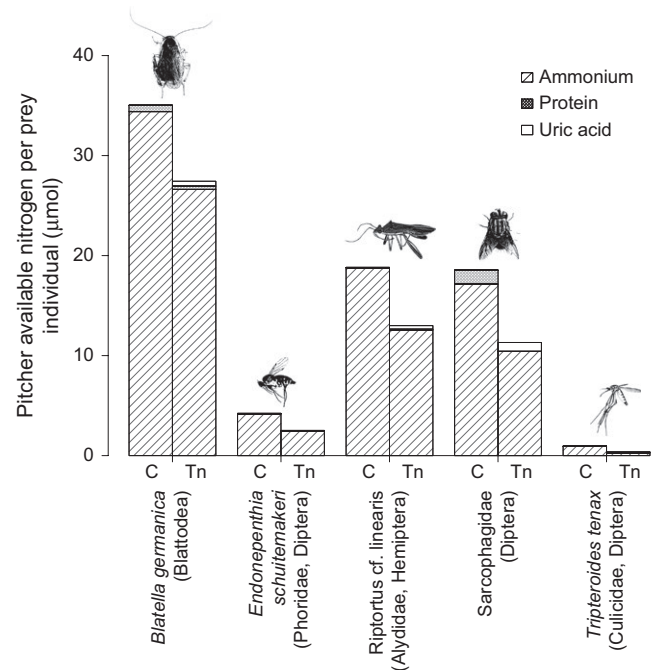 Pitcher available nitrogen per prey
individual (μmol)
40
30
20
10
0
Ammonium
Protein
Uric acid
C Tn C Tn C Tn C Tn C Tn
Blatella germanica
(Blattodea)
Endonepenthia
schuitemakeri
(Phoridae, Diptera)
Riptortus cf. linearis
(Alydidae, Hemiptera)
Sarcophagidae
(Diptera)
Tripteroides tenax
(Culicidae, Diptera)